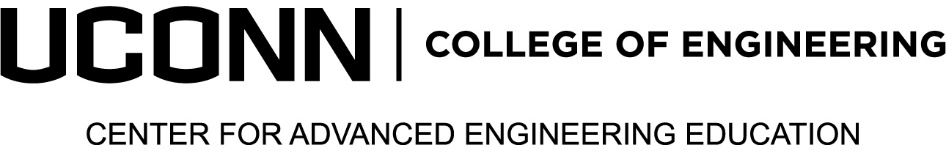 UCONN | COLLEGE OF ENGINEERING
CENTER FOR ADVANCED ENGINEERING EDUCATION